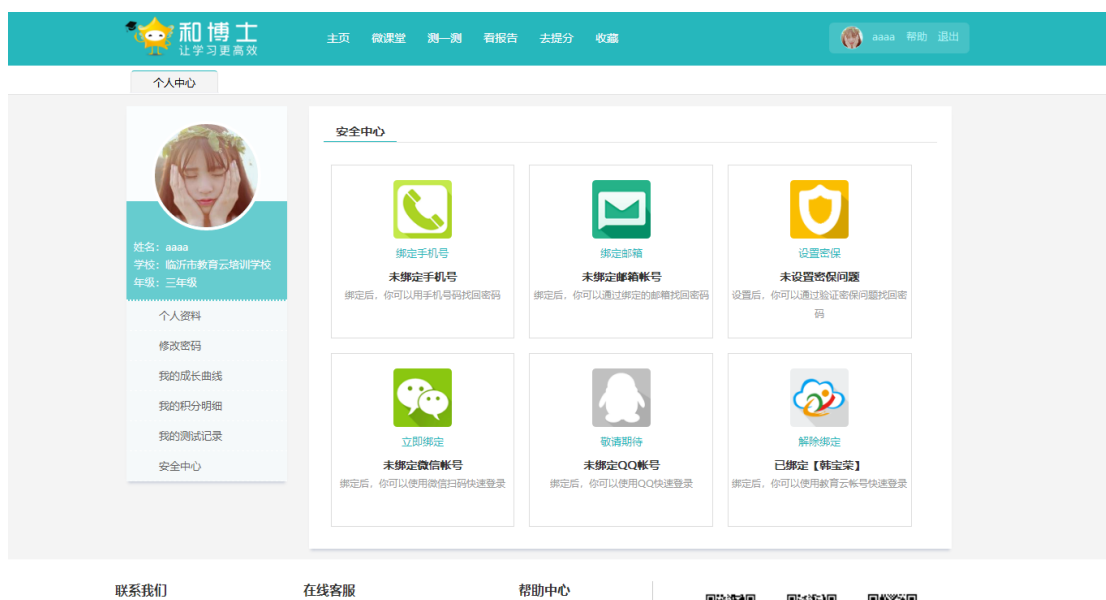 和博士
让学习更高效
主页 微课堂 测一测 看报告 去提分 收藏
aaaa 帮助 退出
个人中心
姓名：aaaa
学校：临沂市教育云培训学校
年级：三年级
个人资料
修改密码
我的成长曲线
我的积分明细
我的测试记录
安全中心
安全中心
绑定手机号
未绑定手机号
绑定后，你可以用手机号码找回密码
绑定邮箱
未绑定邮箱帐号
绑定后，你可以通过绑定的邮箱找回密码
设置密保
未设置密保问题
设置后，你可以通过验证密保问题找回密
码
立即绑定
未绑定微信帐号
绑定后，你可以使用微信扫码快速登录
敬请期待
未绑定QQ帐号
绑定后，你可以使用QQ快速登录
解除绑定
已绑定【韩宝荣】
绑定后，你可以使用教育云帐号快速登录
联系我们 在线客服 帮助中心